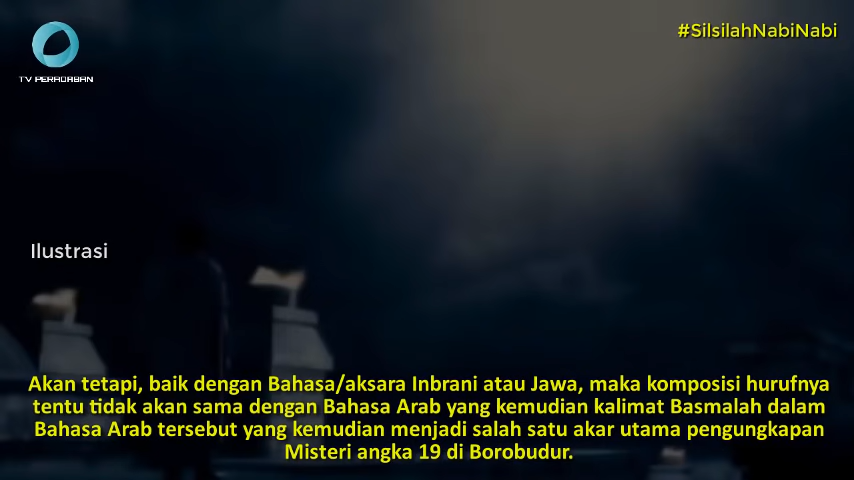 #SilsilahNabiNabi
TV PERADABAN
Ilustrasi
Akan tetapi, baik dengan Bahasa/aksara Inbrani atau Jawa, maka komposisi hurufnya
tentu tidak akan sama dengan Bahasa Arab yang kemudian kalimat Basmalah dalam
Bahasa Arab tersebut yang kemudian menjadi salah satu akar utama pengungkapan
Misteri angka 19 di Borobudur.